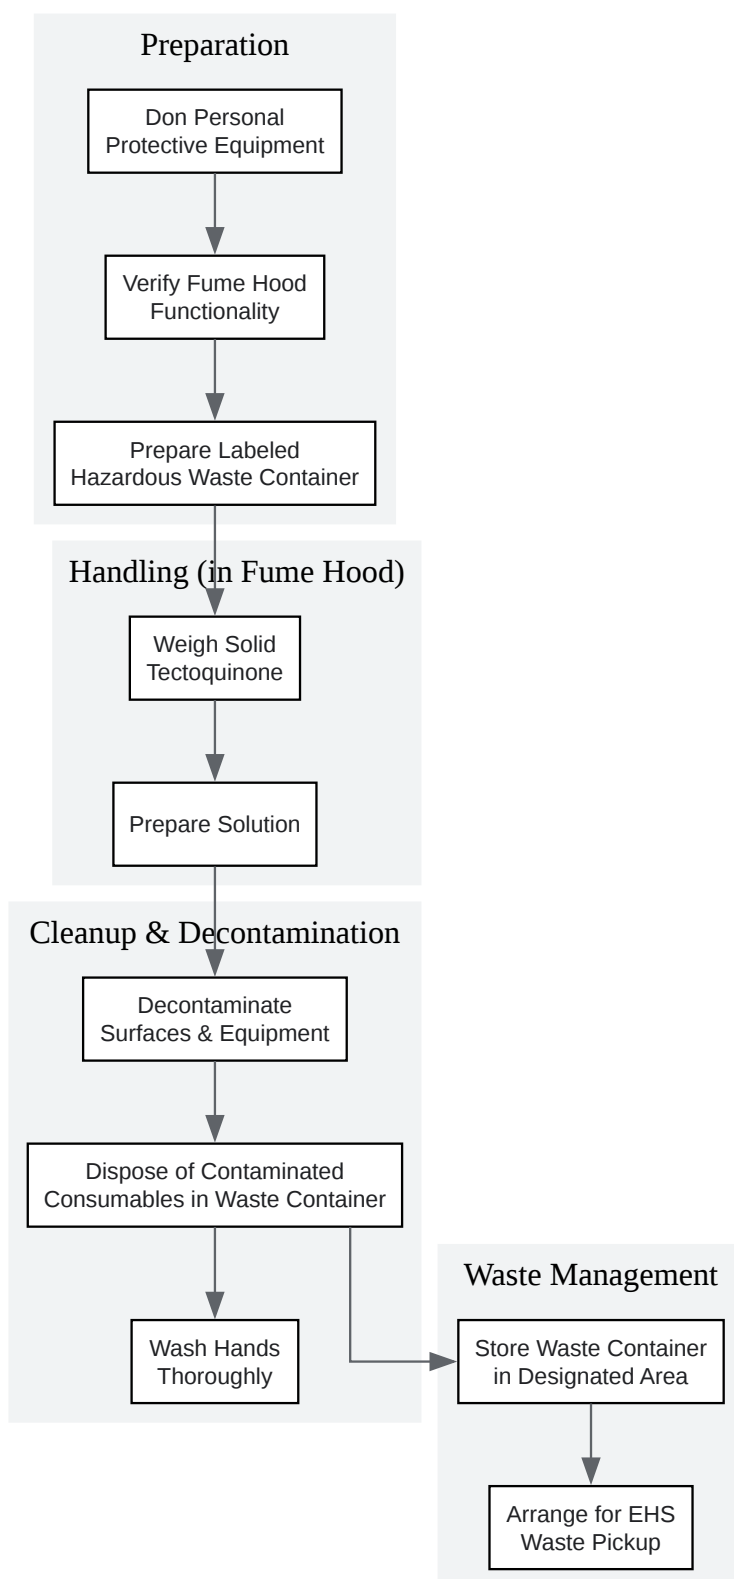 Preparation
Don Personal
Protective Equipment
Verify Fume Hood
Functionality
Prepare Labeled
Hazardous Waste Container
Handling (in Fume Hood)
Weigh Solid
Tectoquinone
Prepare Solution
Cleanup & Decontamination
Decontaminate
Surfaces & Equipment
Dispose of Contaminated
Consumables in Waste Container
Wash Hands
Thoroughly
Waste Management
Store Waste Container
in Designated Area
Arrange for EHS
Waste Pickup